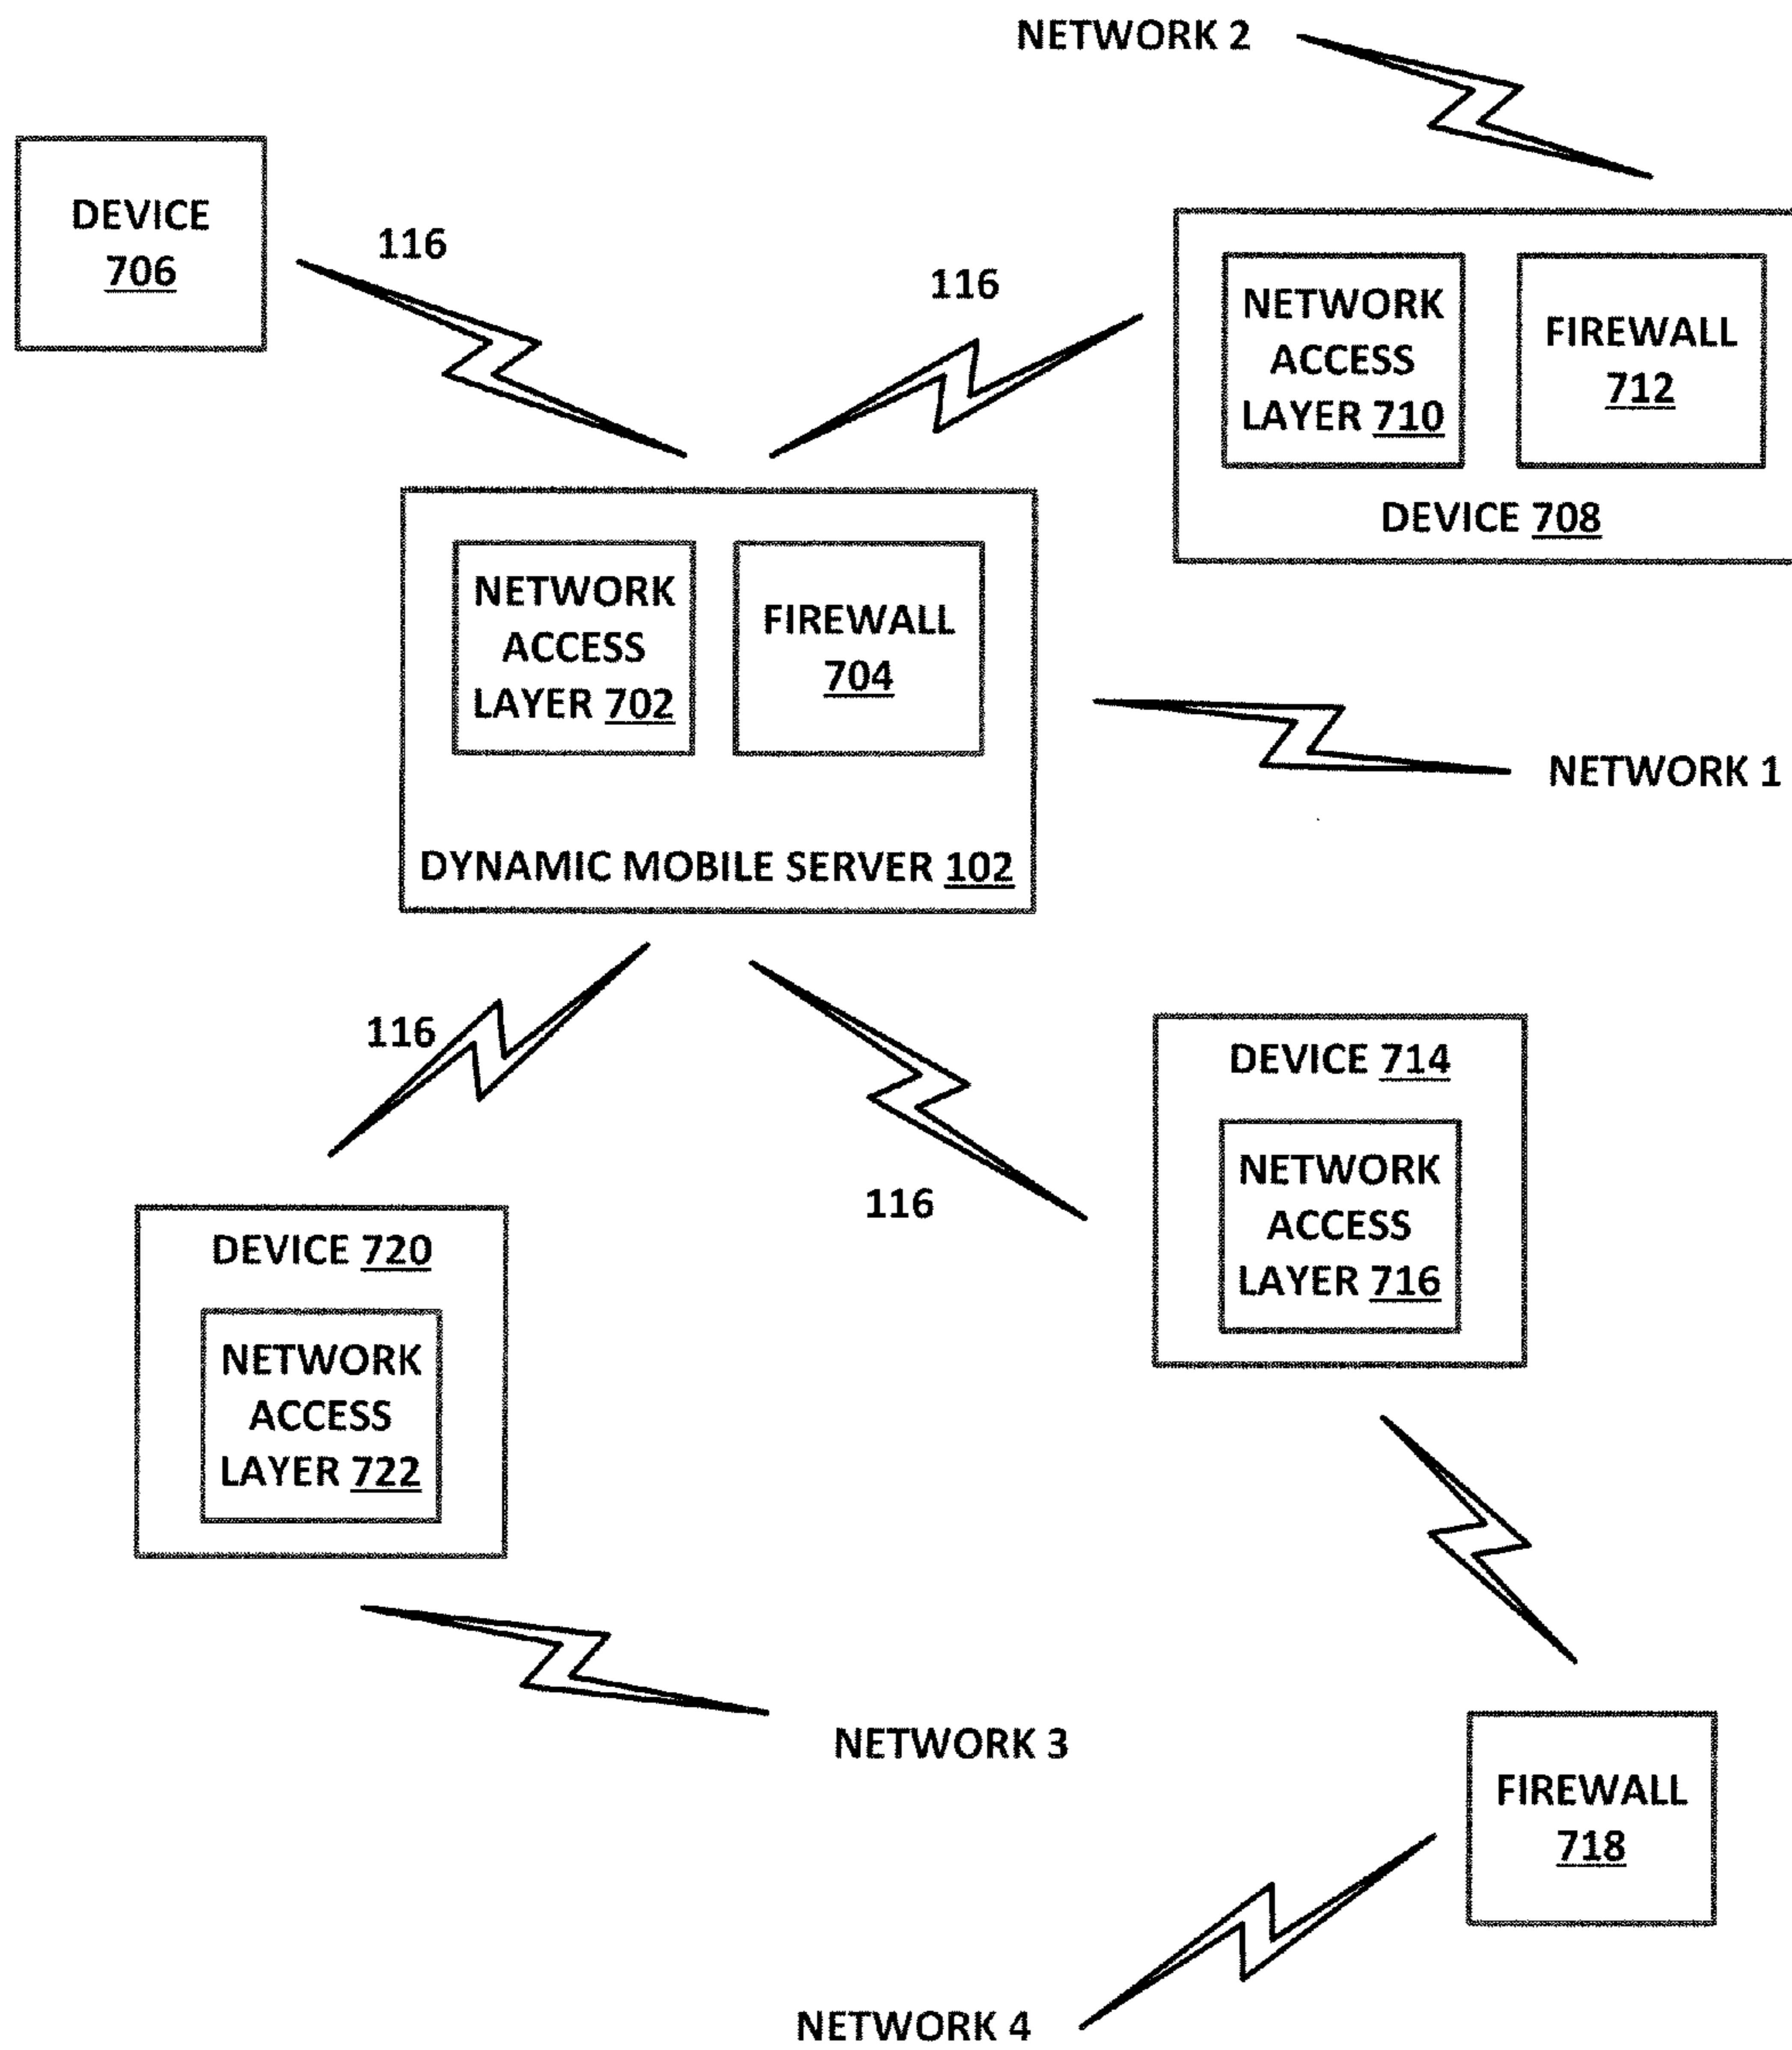 NETWORK 2
DEVICE
706
116
116
NETWORK
ACCESS
LAYER 710
FIREWALL
712
DEVICE 708
NETWORK
ACCESS
LAYER 702
FIREWALL
704
DYNAMIC MOBILE SERVER 102
NETWORK 1
116
116
DEVICE 714
NETWORK
ACCESS
LAYER 716
DEVICE 720
NETWORK
ACCESS
LAYER 722
NETWORK 3
FIREWALL
718
NETWORK 4